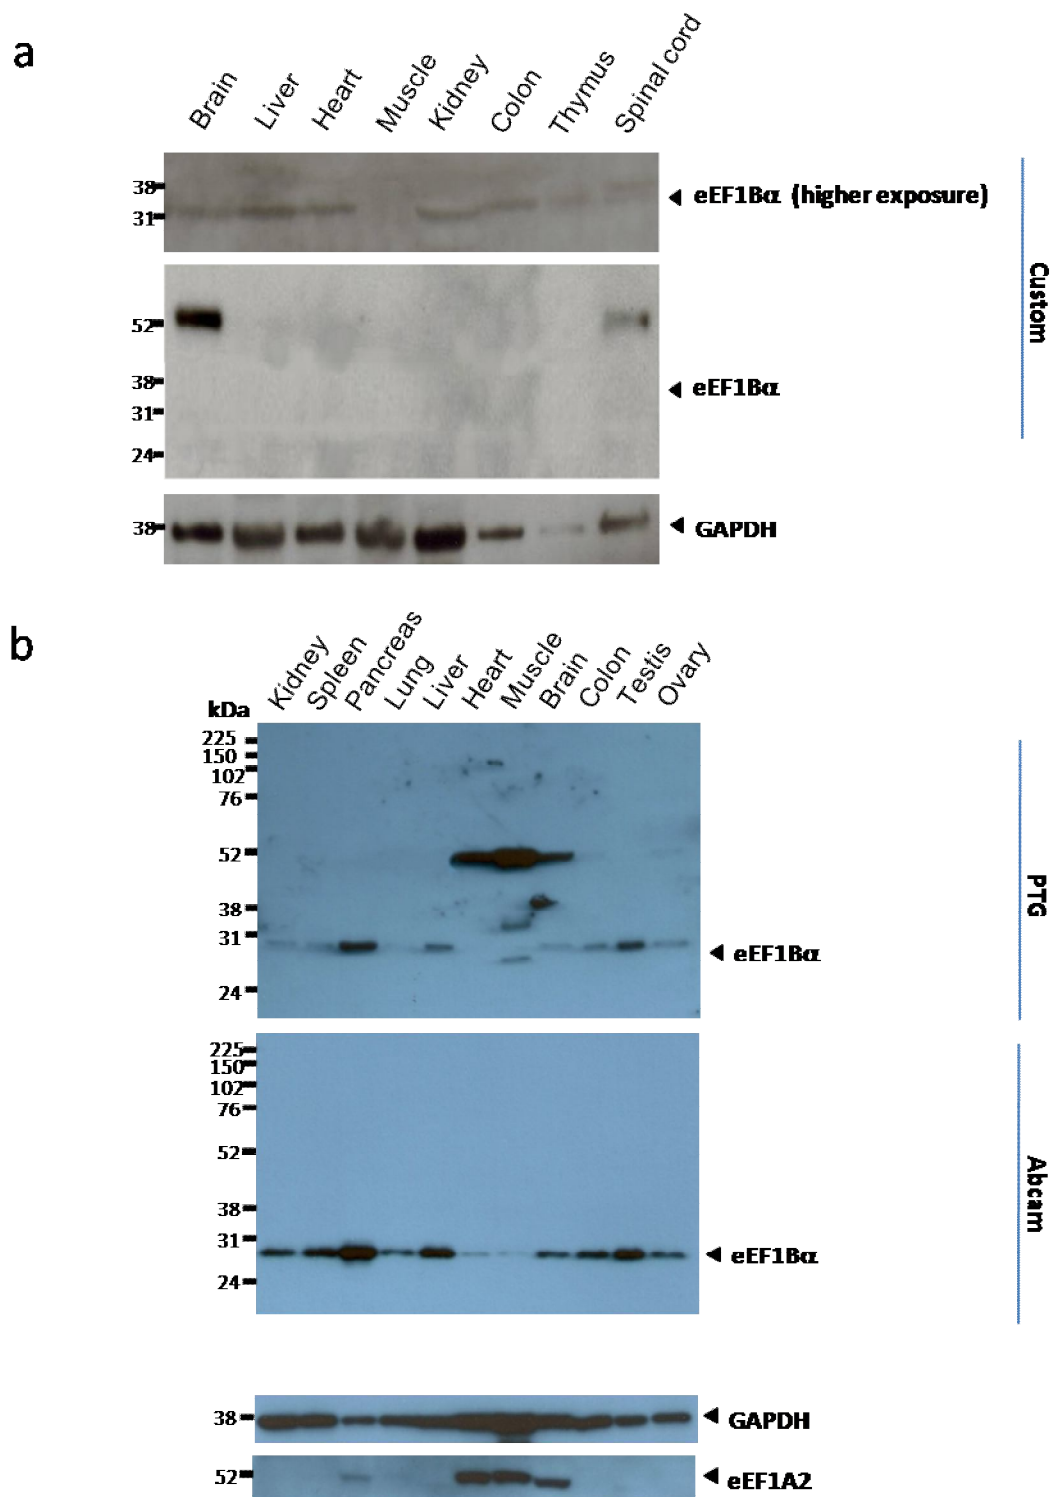 a
Brain Liver Heart Muscle Kidney Colon Thymus Spinal cord
38
31
eEF1Bα (higher exposure)
52
38
31
24
eEF1Bα
Custom
38
GAPDH
b
Kidney Spleen Pancreas Lung Liver Heart Muscle Brain Colon Testis Ovary
kDa
225
150
102
76
52
38
31
24
eEF1Bα
PTG
225
150
102
76
52
38
31
24
eEF1Bα
Abcam
38
GAPDH
52
eEF1A2